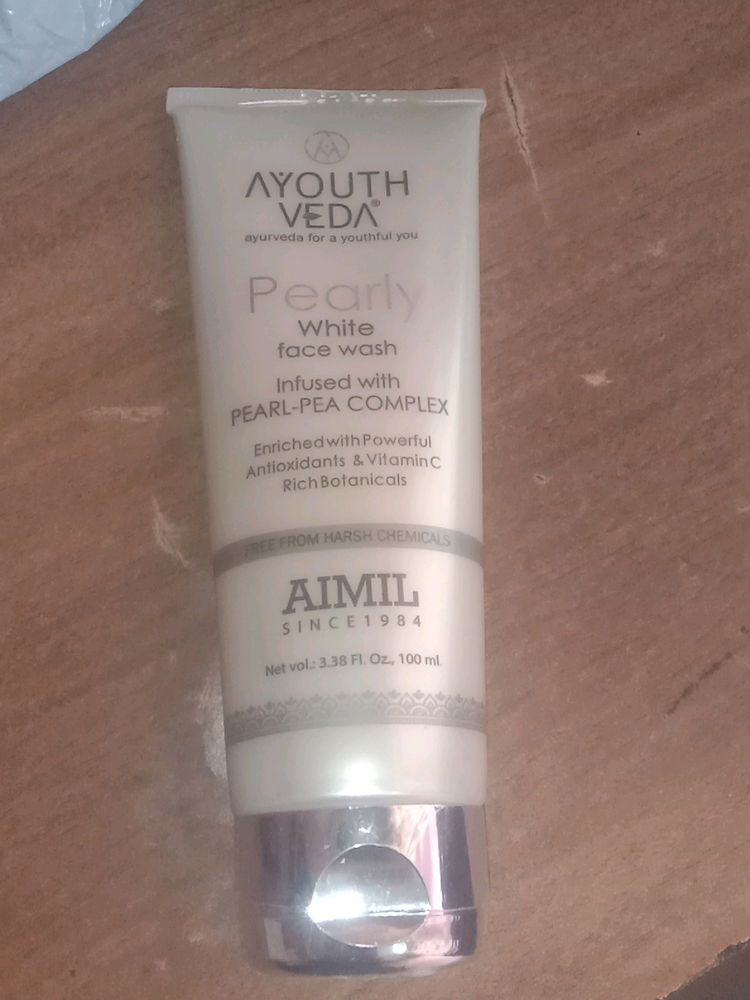 AYOUTH
VEDA®
ayurveda for a youthful you
Pearly
White
face wash
Infused with
PEARL-PEA COMPLEX
Enriched with Powerful
Antioxidants & Vitamin C
Rich Botanicals
FREE FROM HARSH CHEMICALS
AIMIL
SINCE 1984
Net vol.: 3.38 Fl. Oz., 100 ml.